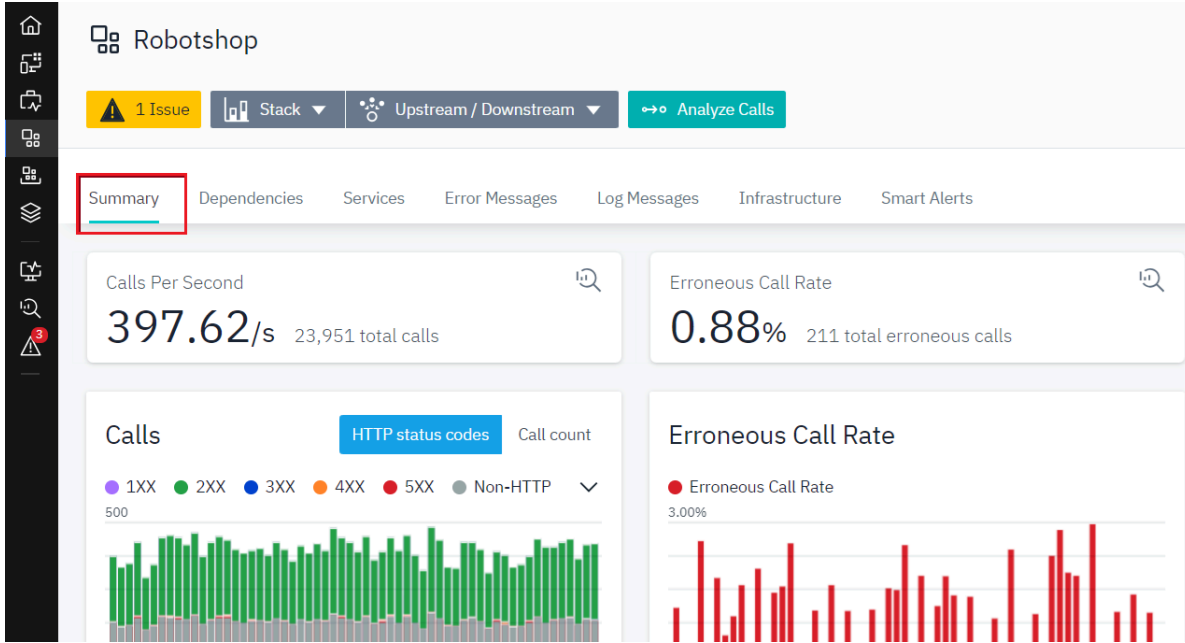 Robotshop
1 Issue Stack Upstream / Downstream Analyze Calls
Summary Dependencies Services Error Messages Log Messages Infrastructure Smart Alerts
Calls Per Second
397.62/s 23,951 total calls
Erroneous Call Rate
0.88% 211 total erroneous calls
3
Calls HTTP status codes Call count
1XX 2XX 3XX 4XX 5XX Non-HTTP
500
Erroneous Call Rate
Erroneous Call Rate
3.00%